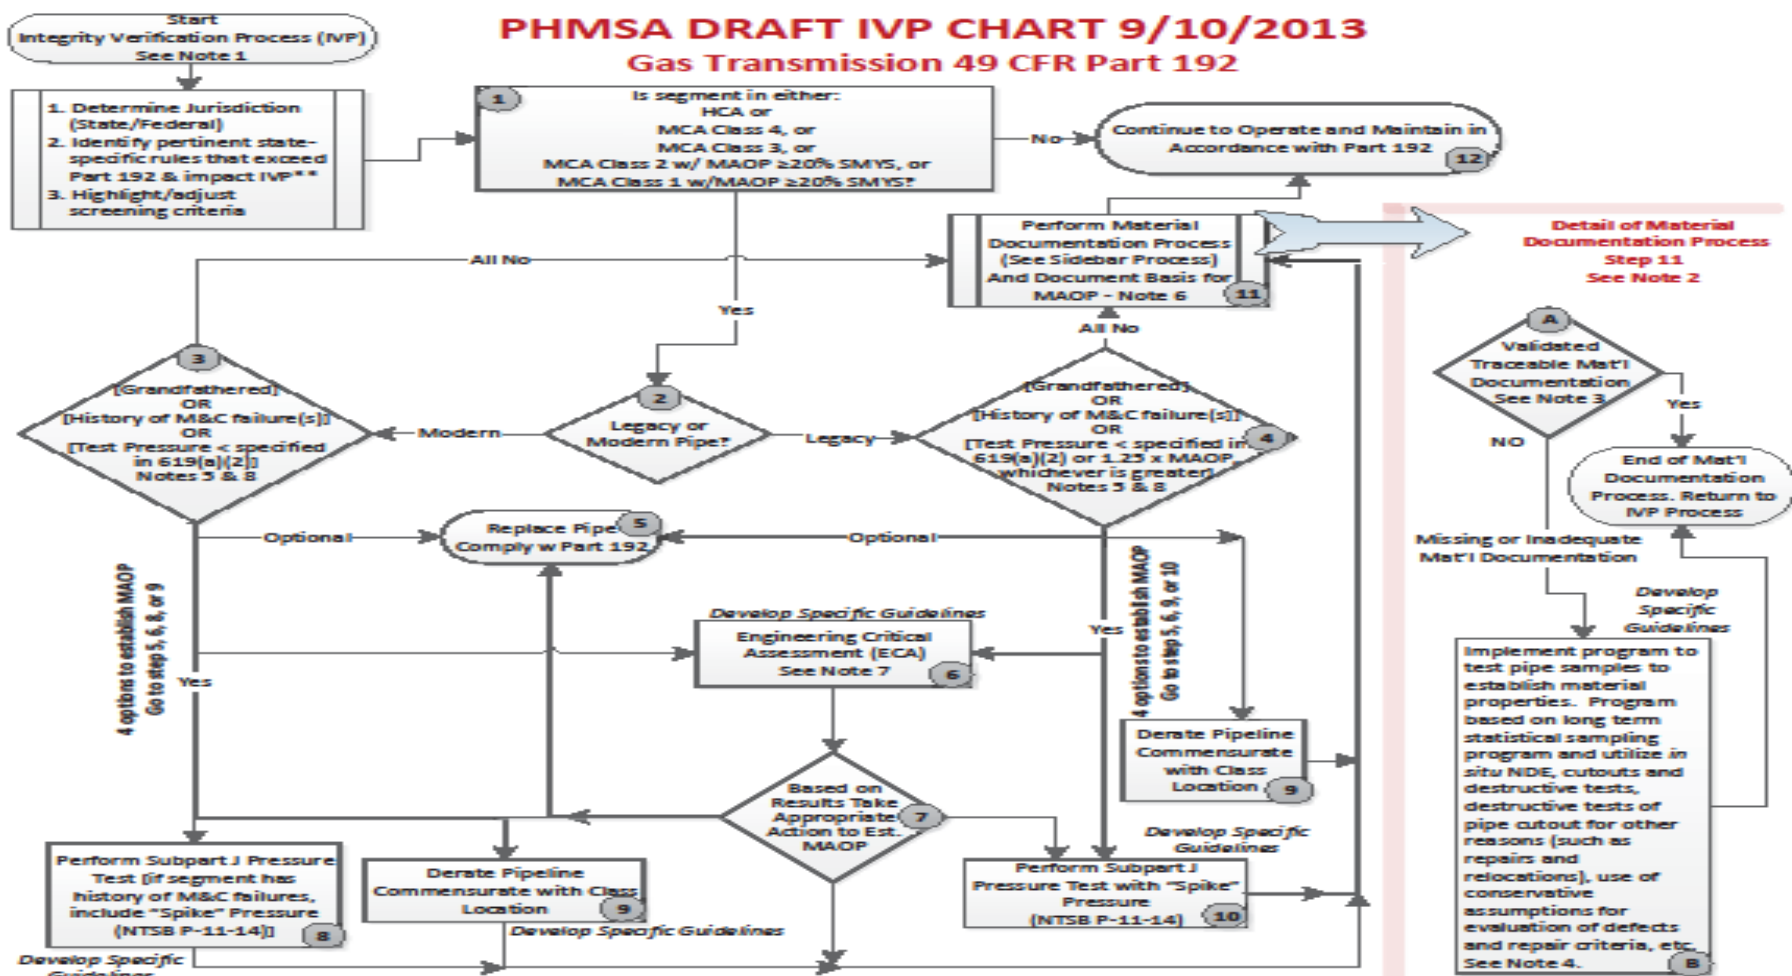 Start
Integrity Verification Process (IVP)
See Note 1
PHMSA DRAFT IVP CHART 9/10/2013
Gas Transmission 49 CFR Part 192
1. Determine Jurisdiction
(State/Federal)
2. Identify pertinent state-
specific rules that exceed
Part 192 & impact IVP**
3. Highlight/adjust
screening criteria
1
Is segment in either:
HCA or
MCA Class 4, or
MCA Class 3, or
MCA Class 2 w/ MAOP ≥20% SMYS, or
MCA Class 1 w/MAOP ≥20% SMYS?
No
Continue to Operate and Maintain in
Accordance with Part 192
12
Yes
All No
Perform Material
Documentation Process
(See Sidebar Process)
And Document Basis for
MAOP - Note 6
11
All No
Detail of Material
Documentation Process
Step 11
See Note 2
3
[Grandfathered]
OR
[History of M&C failure(s)]
OR
[Test Pressure < specified
in 619(a)(2)]
Notes 5 & 8
Modern
2
Legacy or
Modern Pipe?
Legacy
[Grandfathered]
OR
[History of M&C failure(s)]
OR
[Test Pressure < specified in
619(a)(2) or 1.25 x MAOP,
whichever is greater]
Notes 5 & 8
4
A
Validated
Traceable Mat'l
Documentation
See Note 3
Yes
NO
End of Mat'l
Documentation
Process. Return to
IVP Process
Missing or Inadequate
Mat'l Documentation
Develop
Specific
Guidelines
Optional
Replace Pipe
Comply w Part 192
5
Optional
4 options to establish MAOP
Go to step 5, 6, 8, or 9
Yes
Develop Specific Guidelines
Engineering Critical
Assessment (ECA)
See Note 7
6
Yes
4 options to establish MAOP
Go to step 5, 6, 9, or 10
Derate Pipeline
Commensurate
with Class
Location
9
Based on
Results Take
Appropriate
Action to Est.
MAOP
7
Develop Specific
Guidelines
Perform Subpart J Pressure
Test [if segment has
history of M&C failures,
include "Spike" Pressure
(NTSB P-11-14)]
8
Develop Specific
Guidelines
Derate Pipeline
Commensurate with Class
Location
9
Develop Specific Guidelines
Perform Subpart J
Pressure Test with "Spike"
Pressure
(NTSB P-11-14)
10
Implement program to
test pipe samples to
establish material
properties. Program
based on long term
statistical sampling
program and utilize in
situ NDE, cutouts and
destructive tests,
destructive tests of
pipe cutout for other
reasons (such as
repairs and
relocations), use of
conservative
assumptions for
evaluation of defects
and repair criteria, etc.
See Note 4.
B